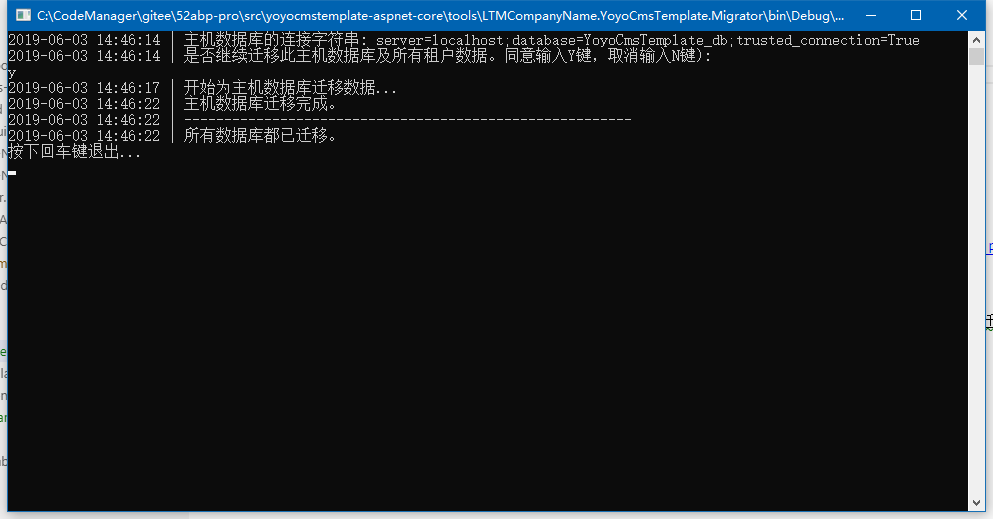 C:\CodeManager\gitee\52abp-pro\src\yoyocmstemplate-aspnet-core\tools\LTMCompanyName.YoyoCmsTemplate.Migrator\bin\Debug\...
2019-06-03 14:46:14 | 主机数据库的连接字符串: server=localhost;database=YoyoCmsTemplate_db;trusted_connection=True
2019-06-03 14:46:14 | 是否继续迁移此主机数据库及所有租户数据。同意输入Y键，取消输入N键):
y
2019-06-03 14:46:17 | 开始为主机数据库迁移数据...
2019-06-03 14:46:22 | 主机数据库迁移完成。
2019-06-03 14:46:22 | --------------------------------------------------------
2019-06-03 14:46:22 | 所有数据库都已迁移。
按下回车键退出...